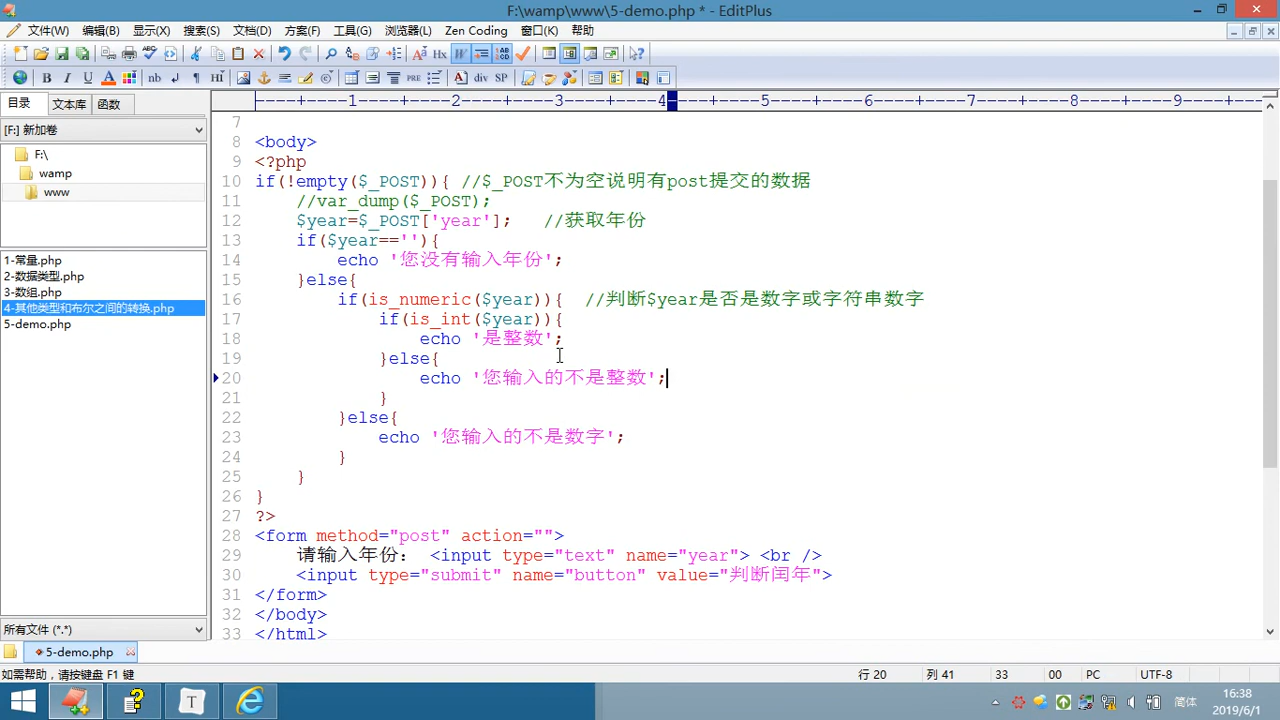 F:\wamp\www\5-demo.php * - EditPlus
文件(W) 编辑(B) 显示(X) 搜索(S) 文档(D) 方案(F) 工具(G) 浏览器(L) Zen Coding 窗口(K) 帮助
目录 文本库 函数
----+----1----+----2----+----3----+----4----+----5----+----6----+----7----+----8----+----9----+--
[F:] 新加卷
F:\
wamp
www
1-常量.php
2-数据类型.php
3-数组.php
4-其他类型和布尔之间的转换.php
5-demo.php
所有文件 (*.*)
7
8 <body>
9 <?php
10 if(!empty($_POST)){ //$_POST不为空说明有post提交的数据
11 //var_dump($_POST);
12 $year=$_POST['year']; //获取年份
13 if($year==''){
14 echo '您没有输入年份';
15 }else{
16 if(is_numeric($year)){ //判断$year是否是数字或字符串数字
17 if(is_int($year)){
18 echo '是整数';
19 }else{
20 echo '您输入的不是整数';
21 }
22 }else{
23 echo '您输入的不是数字';
24 }
25 }
26 }
27 ?>
28 <form method="post" action="">
29 请输入年份： <input type="text" name="year"> <br />
30 <input type="submit" name="button" value="判断闰年">
31 </form>
32 </body>
33 </html>
5-demo.php
如需帮助，请按键盘 F1 键 行 20 列 41 33 00 PC UTF-8
简体 16:38
2019/6/1